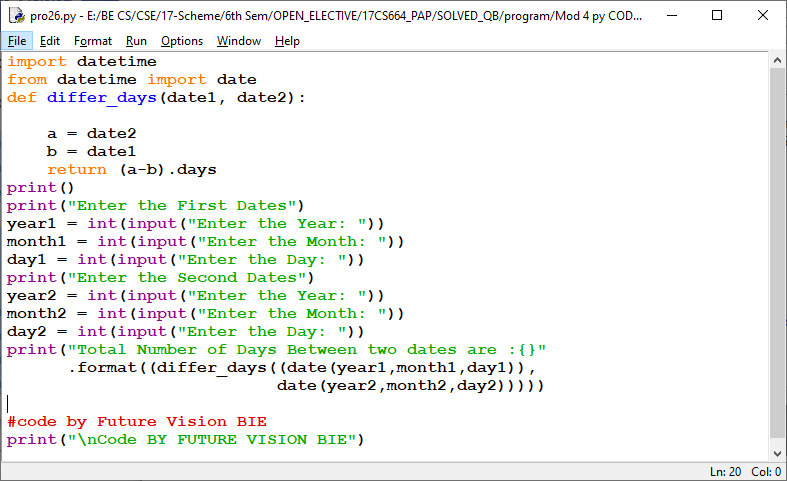 pro26.py - E:/BE CS/CSE/17-Scheme/6th Sem/OPEN_ELECTIVE/17CS664_PAP/SOLVED_QB/program/Mod 4 py COD...
File Edit Format Run Options Window Help
import datetime
from datetime import date
def differ_days(date1, date2):

    a = date2
    b = date1
    return (a-b).days
print()
print("Enter the First Dates")
year1 = int(input("Enter the Year: "))
month1 = int(input("Enter the Month: "))
day1 = int(input("Enter the Day: "))
print("Enter the Second Dates")
year2 = int(input("Enter the Year: "))
month2 = int(input("Enter the Month: "))
day2 = int(input("Enter the Day: "))
print("Total Number of Days Between two dates are :{}"
      .format((differ_days((date(year1,month1,day1)),
                           date(year2,month2,day2)))))

#code by Future Vision BIE
print("\nCode BY FUTURE VISION BIE")
Ln: 20 Col: 0